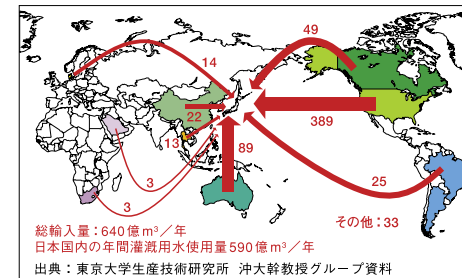 49
14
22
389
13
89
3
25
3
その他：33
総輸入量：640億m³／年
日本国内の年間灌漑用水使用量590億m³／年
出典：東京大学生産技術研究所 沖大幹教授グループ資料